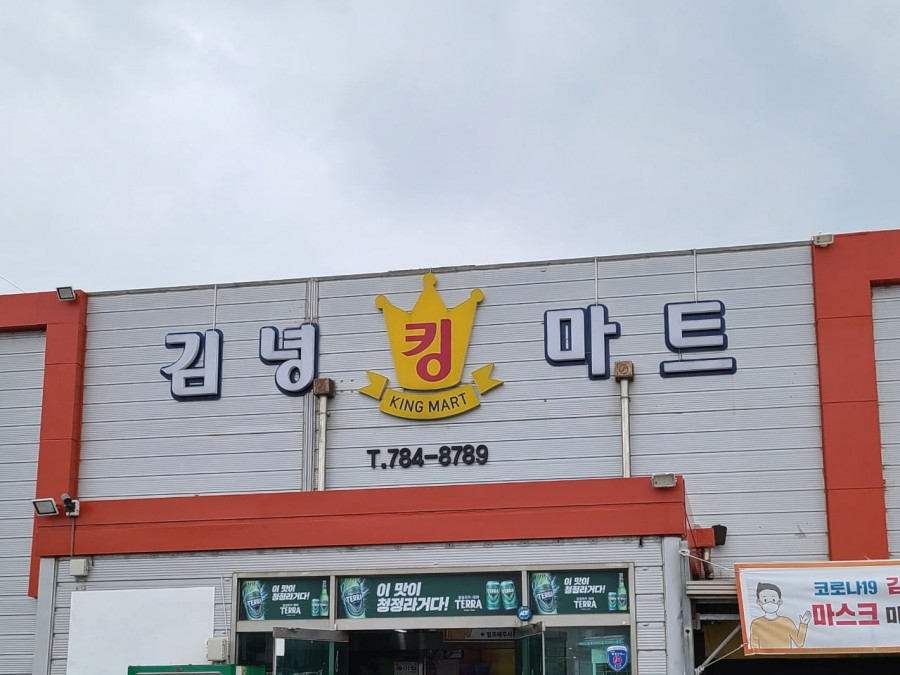 김녕 킹 마트
KING MART
T.784-8789
이 맛이
청정라거다!
TERRA
이 맛이
청정라거다!
TERRA
이 맛이
청정라거다!
TERRA
코로나19
마스크